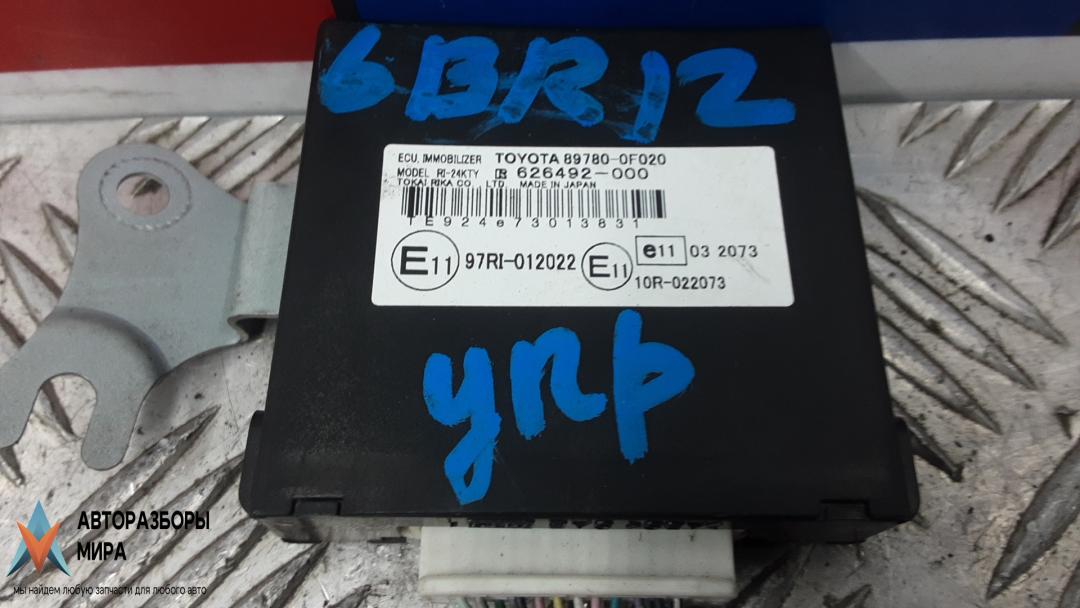 6BR12
ECU, IMMOBILIZER TOYOTA 89780-0F020
MODEL RI-24KTY R 626492-000
TOKAI RIKA CO., LTD. MADE IN JAPAN
TE924e73013831
E11 97RI-012022 E11 e11 03 2073
10R-022073
упр
АВТОРАЗБОРЫ
МИРА
мы найдем любую запчасти для любого авто